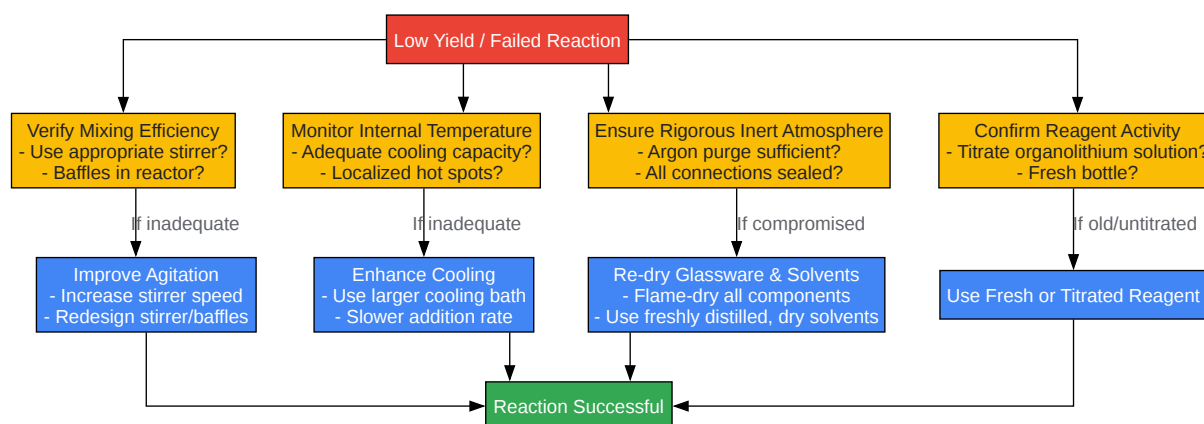 Low Yield / Failed Reaction
Verify Mixing Efficiency
- Use appropriate stirrer?
- Baffles in reactor?
Monitor Internal Temperature
- Adequate cooling capacity?
- Localized hot spots?
Ensure Rigorous Inert Atmosphere
- Argon purge sufficient?
- All connections sealed?
Confirm Reagent Activity
- Titrate organolithium solution?
- Fresh bottle?
If inadequate
If inadequate
If compromised
If old/untitrated
Improve Agitation
- Increase stirrer speed
- Redesign stirrer/baffles
Enhance Cooling
- Use larger cooling bath
- Slower addition rate
Re-dry Glassware & Solvents
- Flame-dry all components
- Use freshly distilled, dry solvents
Use Fresh or Titrated Reagent
Reaction Successful